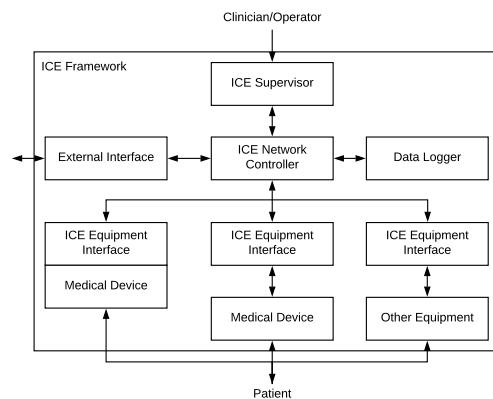 Clinician/Operator
ICE Framework
ICE Supervisor
External Interface
ICE Network
Controller
Data Logger
ICE Equipment
Interface
Medical Device
ICE Equipment
Interface
Medical Device
ICE Equipment
Interface
Other Equipment
Patient